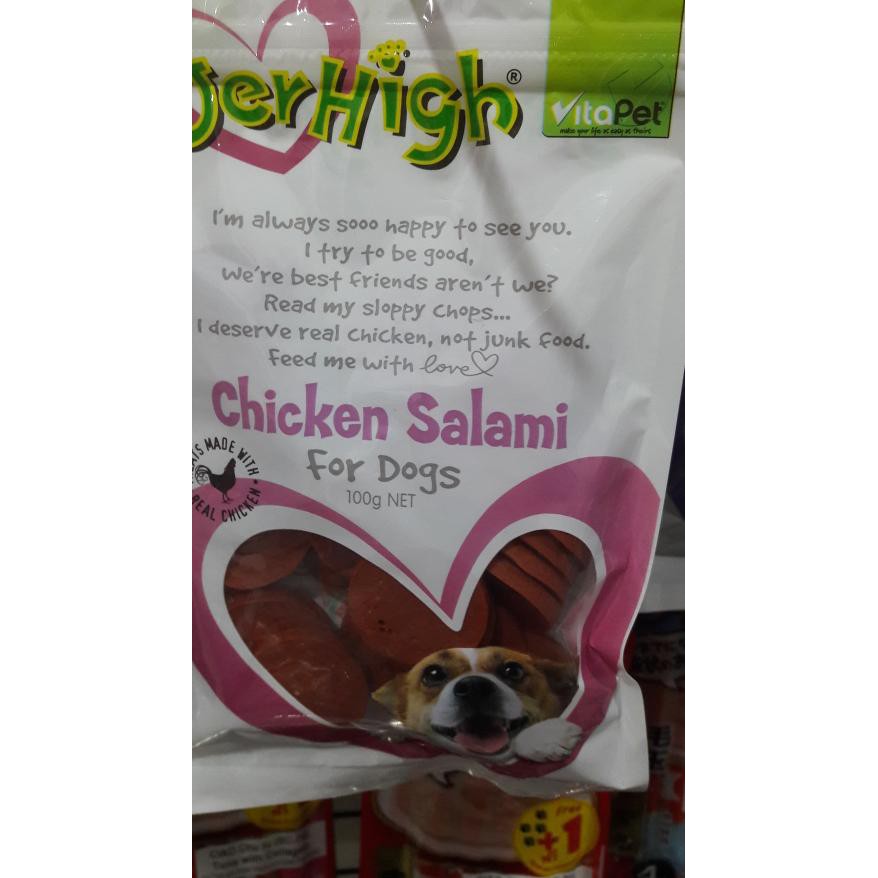 JerHigh®
VitaPet
make your life as easy as theirs
I'm always sooo happy to see you.
I try to be good,
we're best friends aren't we?
Read my sloppy chops...
I deserve real chicken, not junk food.
Feed me with love
Chicken Salami
For Dogs
100g NET
MADE WITH
REAL CHICKEN
Free
+1